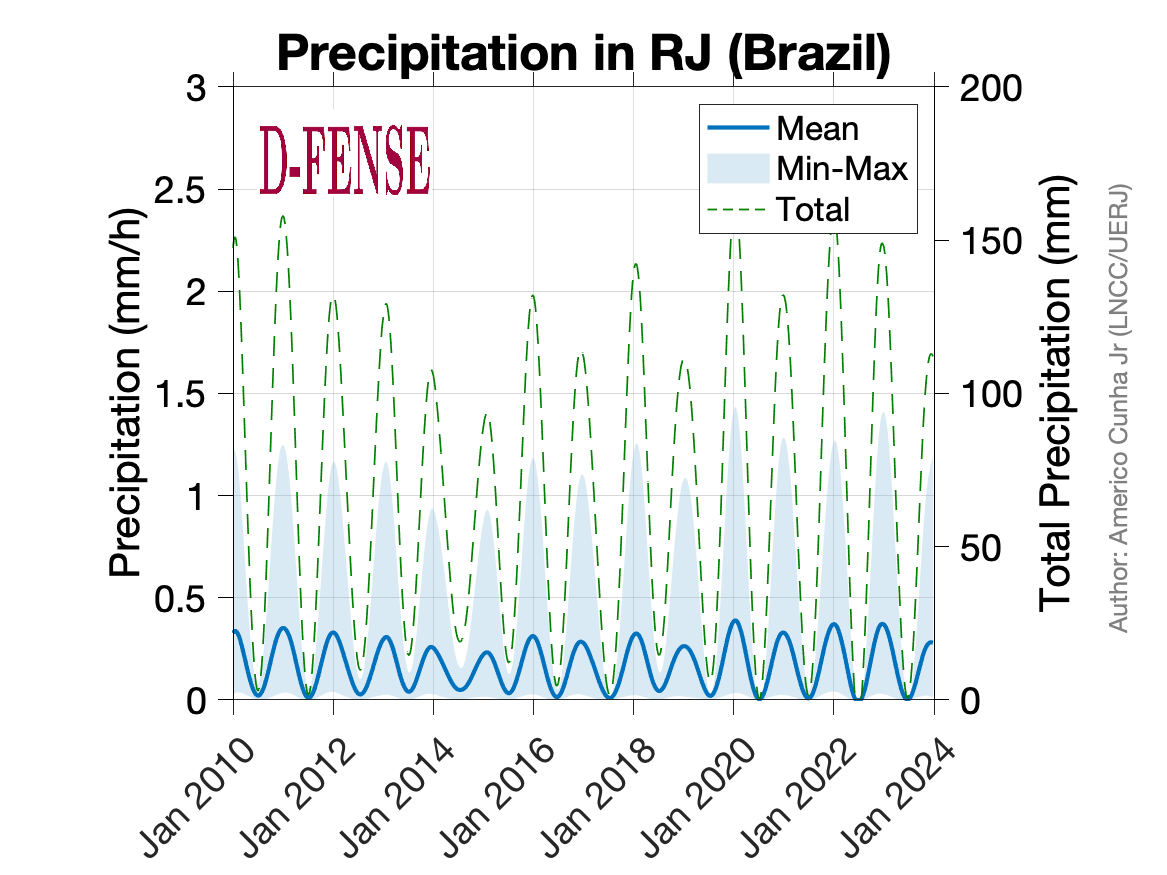 Precipitation in RJ (Brazil)
D-FENSE
Mean
Min-Max
Total
Precipitation (mm/h)
3
2.5
2
1.5
1
0.5
0
200
150
100
50
0
Total Precipitation (mm)
Author: Americo Cunha Jr (LNCC/UERJ)
Jan 2010
Jan 2012
Jan 2014
Jan 2016
Jan 2018
Jan 2020
Jan 2022
Jan 2024